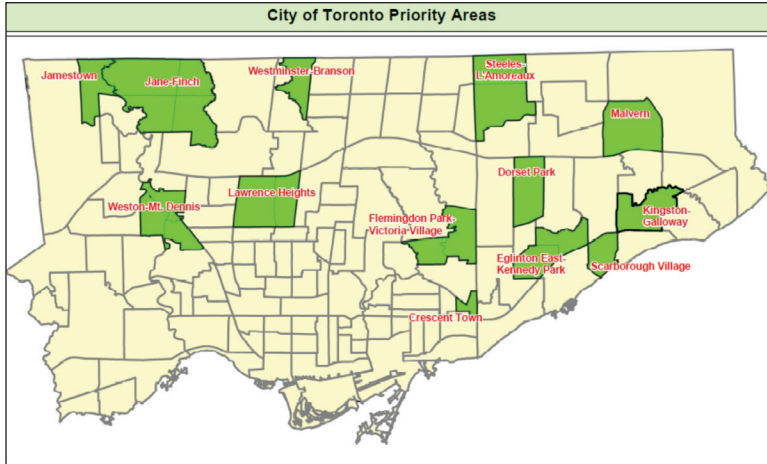 City of Toronto Priority Areas
Jamestown
Jane-Finch
Westminster-Branson
Steeles-
L'Amoreaux
Malvern
Dorset Park
Lawrence Heights
Weston-Mt. Dennis
Flemingdon Park-
Victoria Village
Kingston-
Galloway
Eglinton East-
Kennedy Park
Scarborough Village
Crescent Town